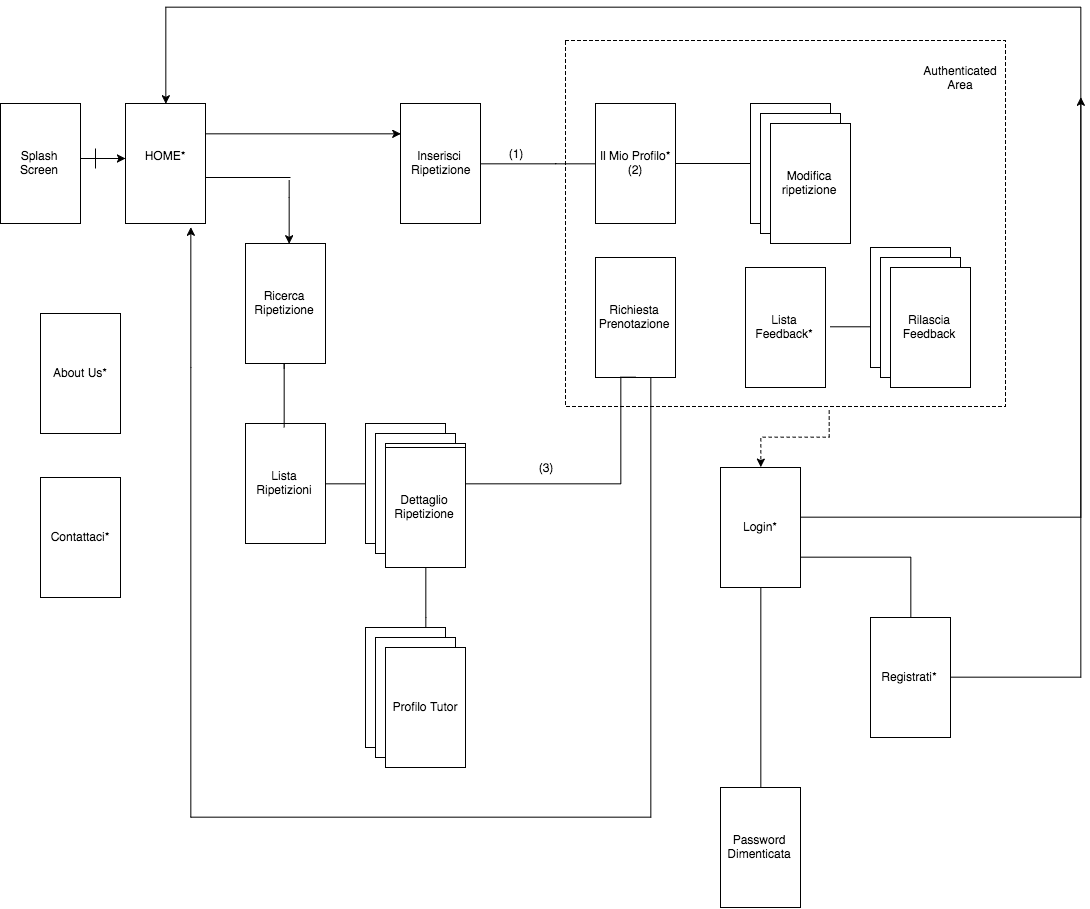 Authenticated
Area
Splash
Screen
HOME*
Inserisci
Ripetizione
(1)
Il Mio Profilo*
(2)
Modifica
ripetizione
Ricerca
Ripetizione
Richiesta
Prenotazione
Lista
Feedback*
Rilascia
Feedback
About Us*
Lista
Ripetizioni
(3)
Dettaglio
Ripetizione
Contattaci*
Login*
Registrati*
Profilo Tutor
Password
Dimenticata